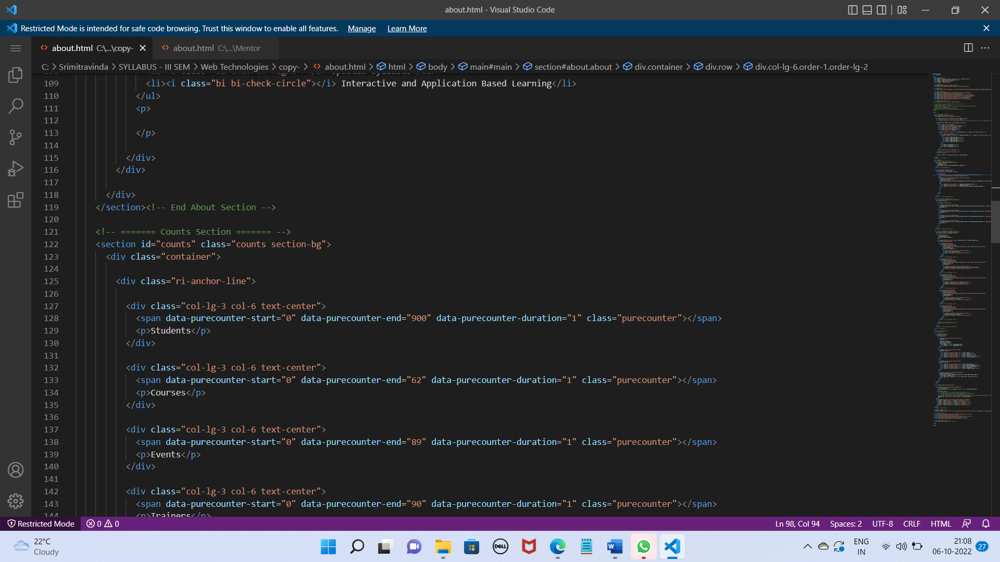 about.html - Visual Studio Code
Restricted Mode is intended for safe code browsing. Trust this window to enable all features. Manage Learn More
about.html C:\...\copy- about.html C:\...\Mentor
C: > Srimitravinda > SYLLABUS - III SEM > Web Technologies > copy- > about.html > html > body > main#main > section#about.about > div.container > div.row > div.col-lg-6.order-1.order-lg-2
109 <li><i class="bi bi-check-circle"></i> Interactive and Application Based Learning</li>
110 </ul>
111 <p>
112
113 </p>
114
115 </div>
116 </div>
117
118 </div>
119 </section><!-- End About Section -->
120
121 <!-- ======= Counts Section ======= -->
122 <section id="counts" class="counts section-bg">
123 <div class="container">
124
125 <div class="ri-anchor-line">
126
127 <div class="col-lg-3 col-6 text-center">
128 <span data-purecounter-start="0" data-purecounter-end="900" data-purecounter-duration="1" class="purecounter"></span>
129 <p>Students</p>
130 </div>
131
132 <div class="col-lg-3 col-6 text-center">
133 <span data-purecounter-start="0" data-purecounter-end="62" data-purecounter-duration="1" class="purecounter"></span>
134 <p>Courses</p>
135 </div>
136
137 <div class="col-lg-3 col-6 text-center">
138 <span data-purecounter-start="0" data-purecounter-end="89" data-purecounter-duration="1" class="purecounter"></span>
139 <p>Events</p>
140 </div>
141
142 <div class="col-lg-3 col-6 text-center">
143 <span data-purecounter-start="0" data-purecounter-end="90" data-purecounter-duration="1" class="purecounter"></span>
144 <p>Trainers</p>
Restricted Mode 0 0 Ln 98, Col 94 Spaces: 2 UTF-8 CRLF HTML
22°C
Cloudy
DELL
W
ENG
IN
21:08
06-10-2022
27